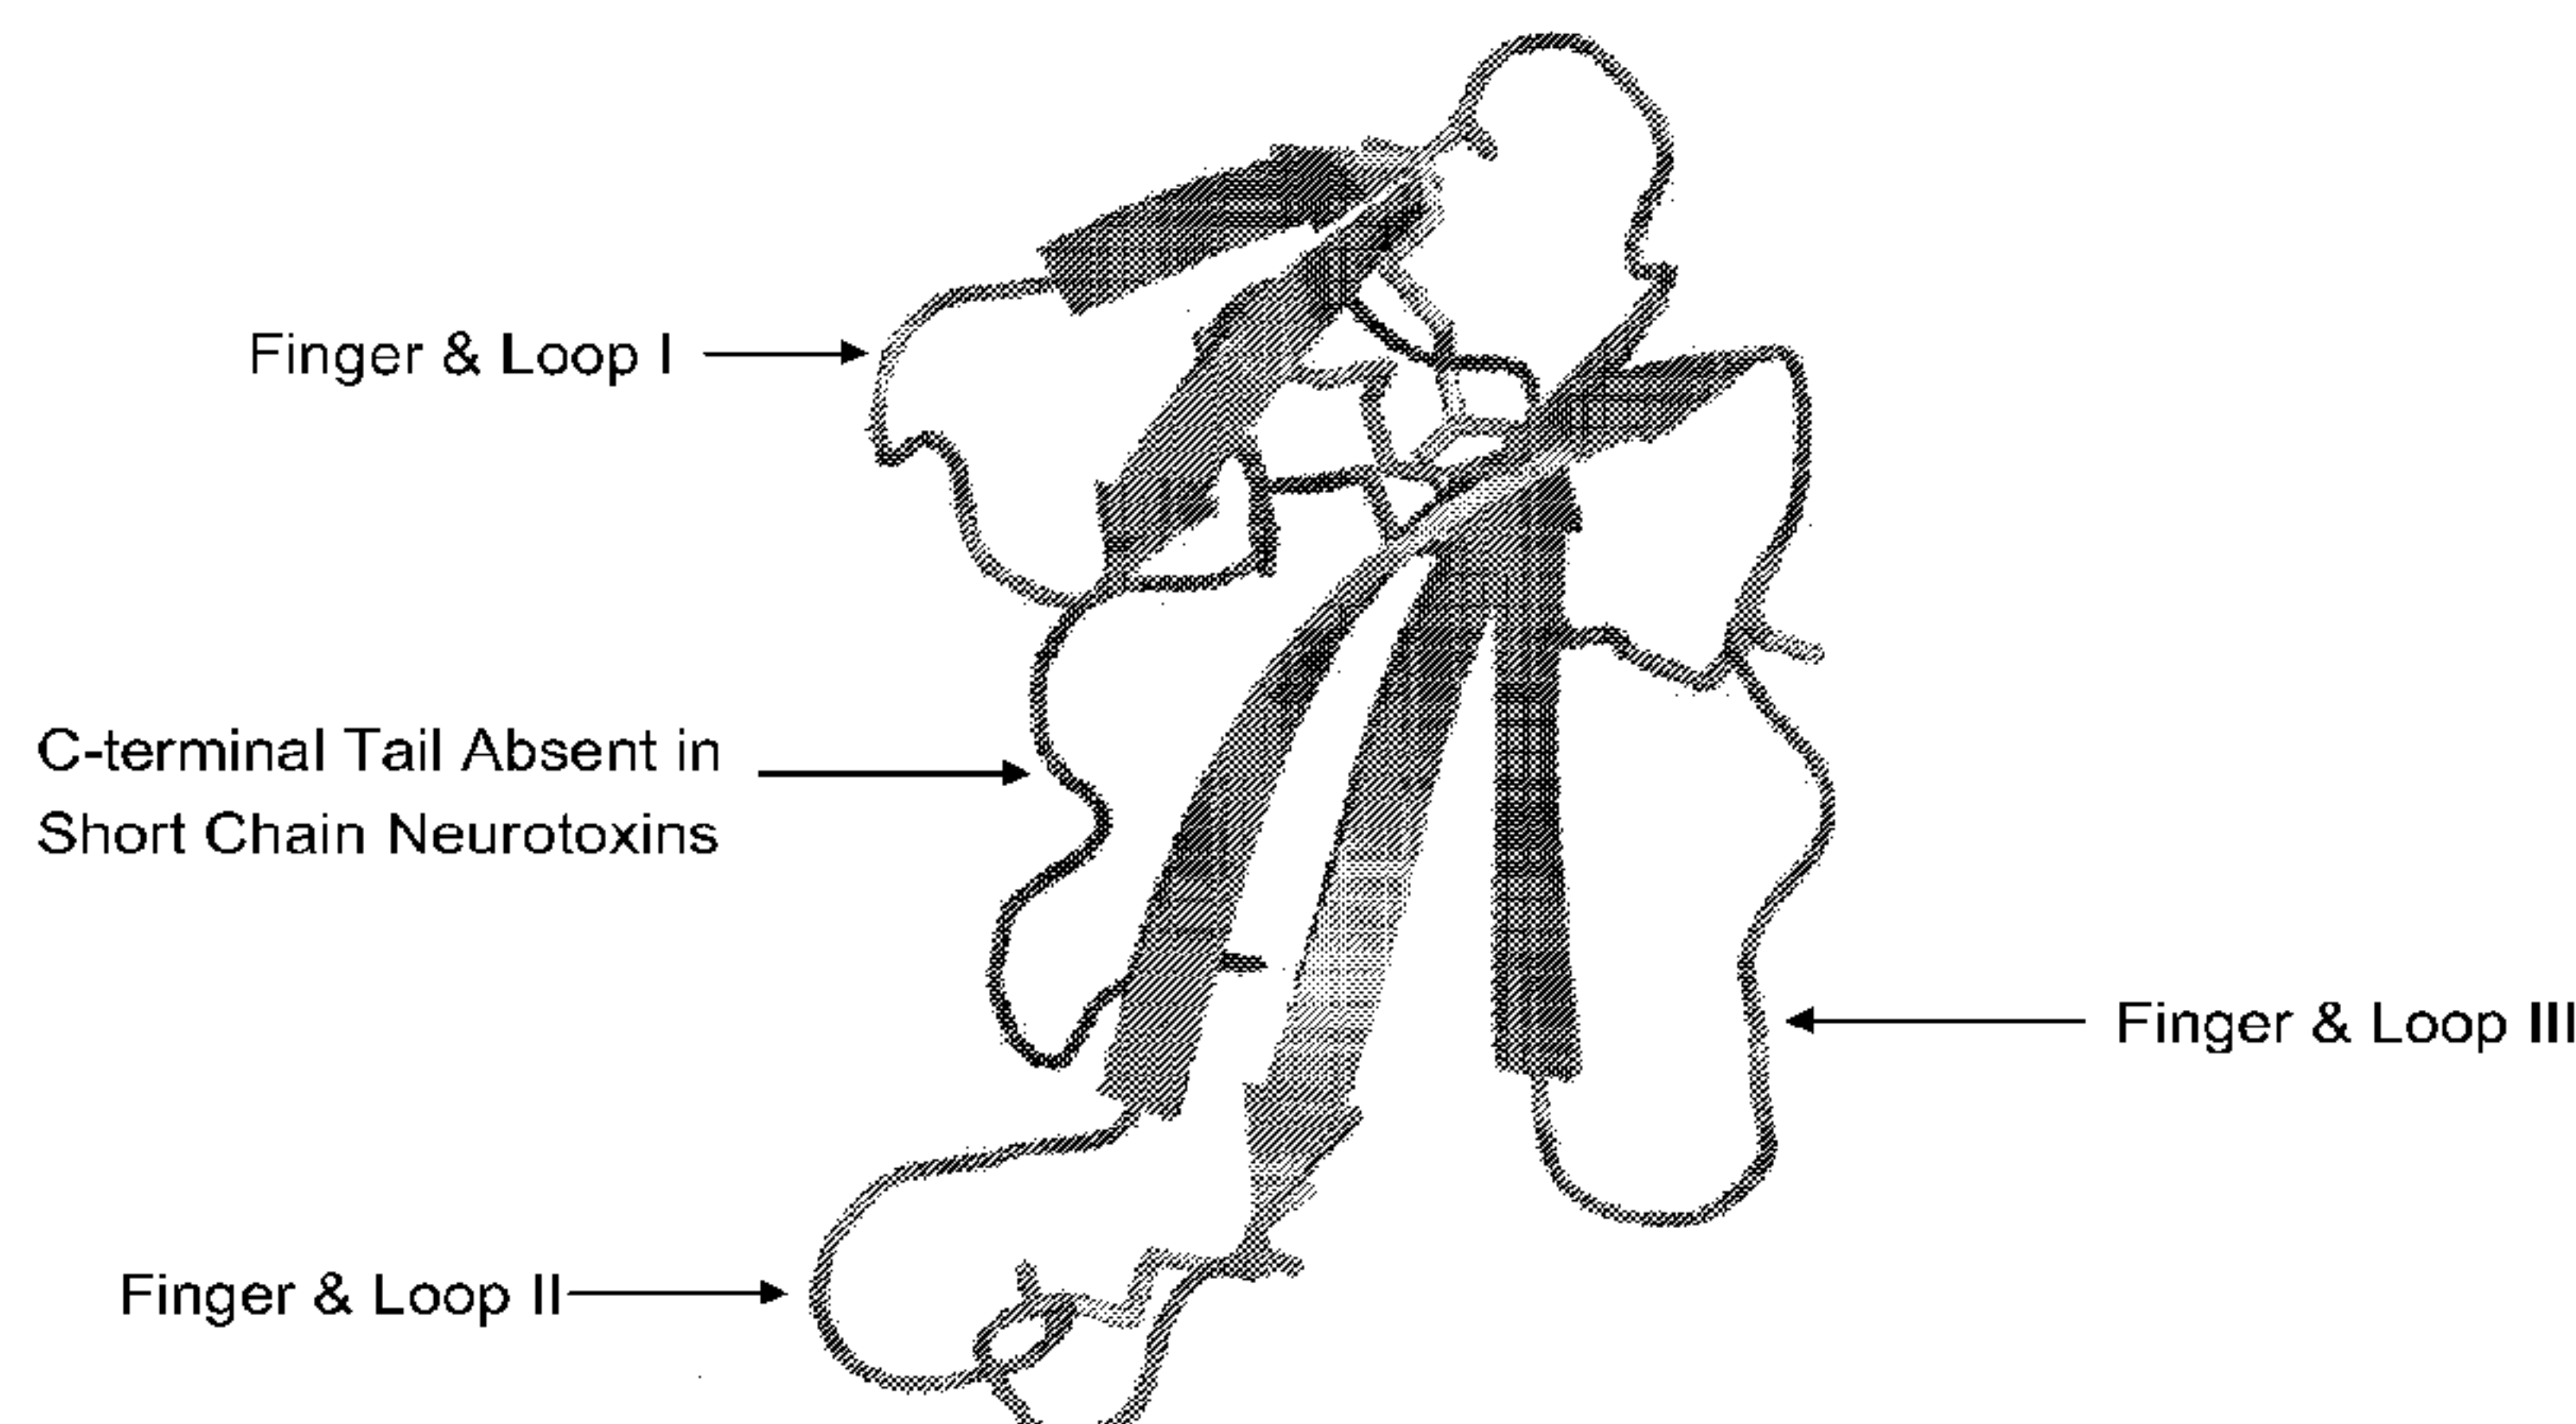 Finger & Loop I
C-terminal Tail Absent in
Short Chain Neurotoxins
Finger & Loop III
Finger & Loop II